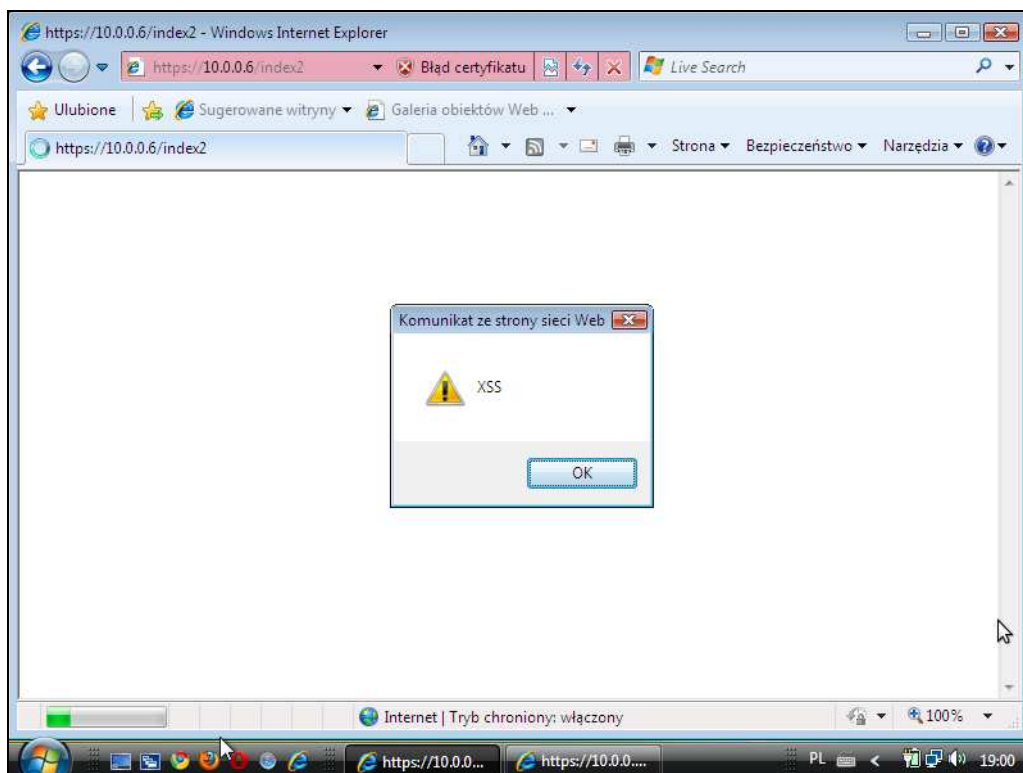 https://10.0.0.6/index2 - Windows Internet Explorer
https://10.0.0.6/index2 Błąd certyfikatu Live Search
Ulubione Sugerowane witryny Galeria obiektów Web ...
https://10.0.0.6/index2 Strona Bezpieczeństwo Narzędzia
Komunikat ze strony sieci Web
XSS
OK
Internet | Tryb chroniony: włączony 100%
https://10.0.0... https://10.0.0.... PL 19:00